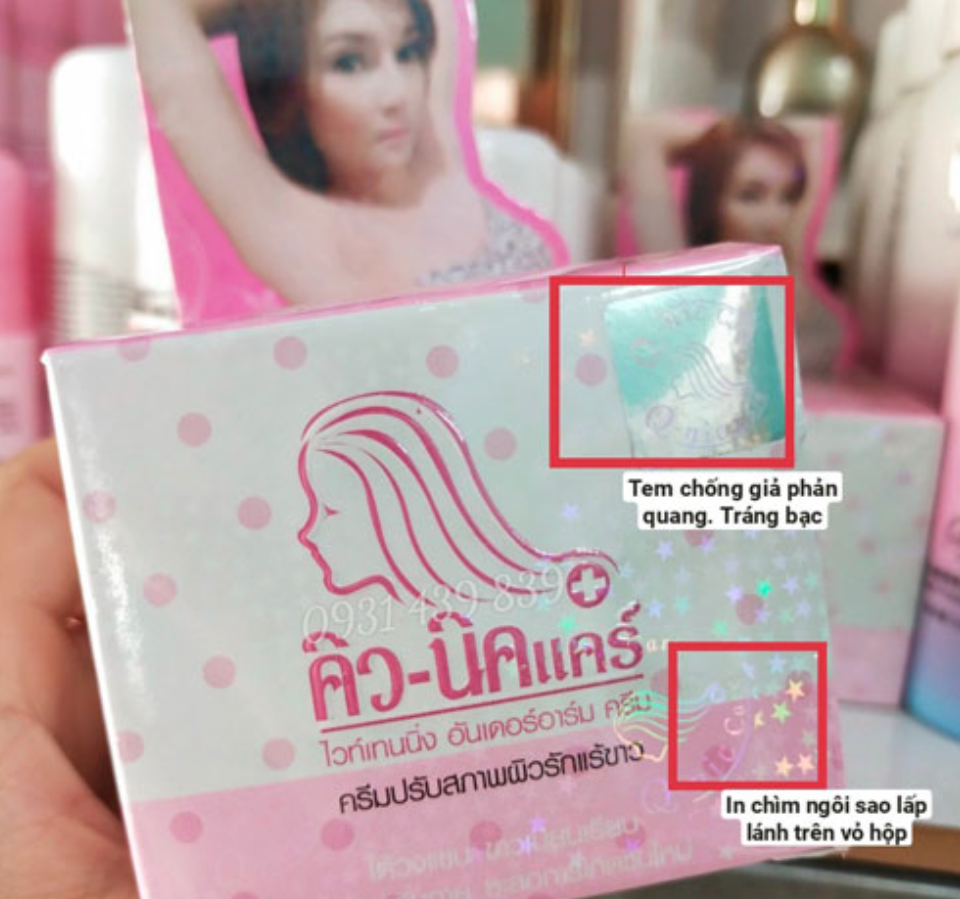 Q-nic
Tem chống giả phản
quang. Tráng bạc
0931 439 839
คิว-นิคแคร์
ไวท์เทนนิ่ง อันเดอร์อาร์ม ครีม
ครีมปรับสภาพผิวรักแร้ขาว
In chìm ngôi sao lấp
lánh trên vỏ hộp